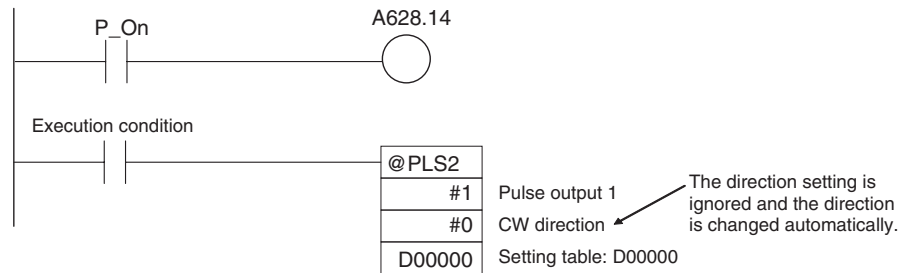 P_On
A628.14
Execution condition
@PLS2
#1 Pulse output 1
#0 CW direction
D00000 Setting table: D00000
The direction setting is
ignored and the direction
is changed automatically.